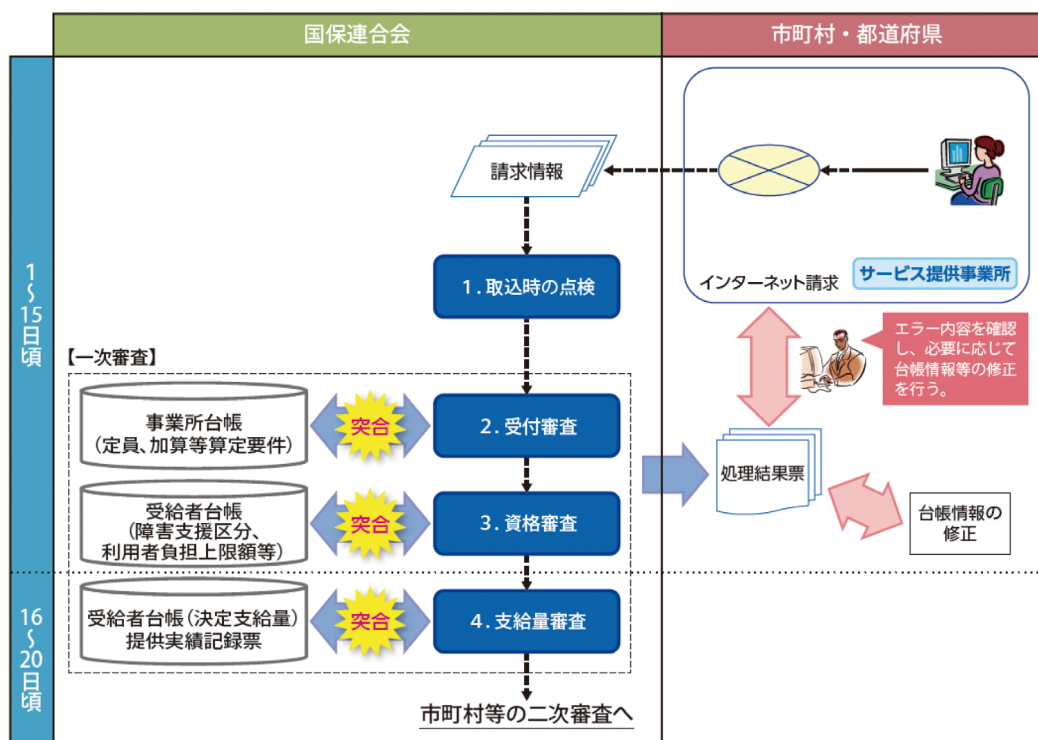 国保連合会
市町村・都道府県
1～15日頃
請求情報
インターネット請求
サービス提供事業所
1．取込時の点検
エラー内容を確認
し、必要に応じて
台帳情報等の修正
を行う。
【一次審査】
事業所台帳
(定員、加算等算定要件)
突合
2．受付審査
処理結果票
受給者台帳
(障害支援区分、
利用者負担上限額等)
突合
3．資格審査
台帳情報の
修正
16～20日頃
受給者台帳(決定支給量)
提供実績記録票
突合
4．支給量審査
市町村等の二次審査へ